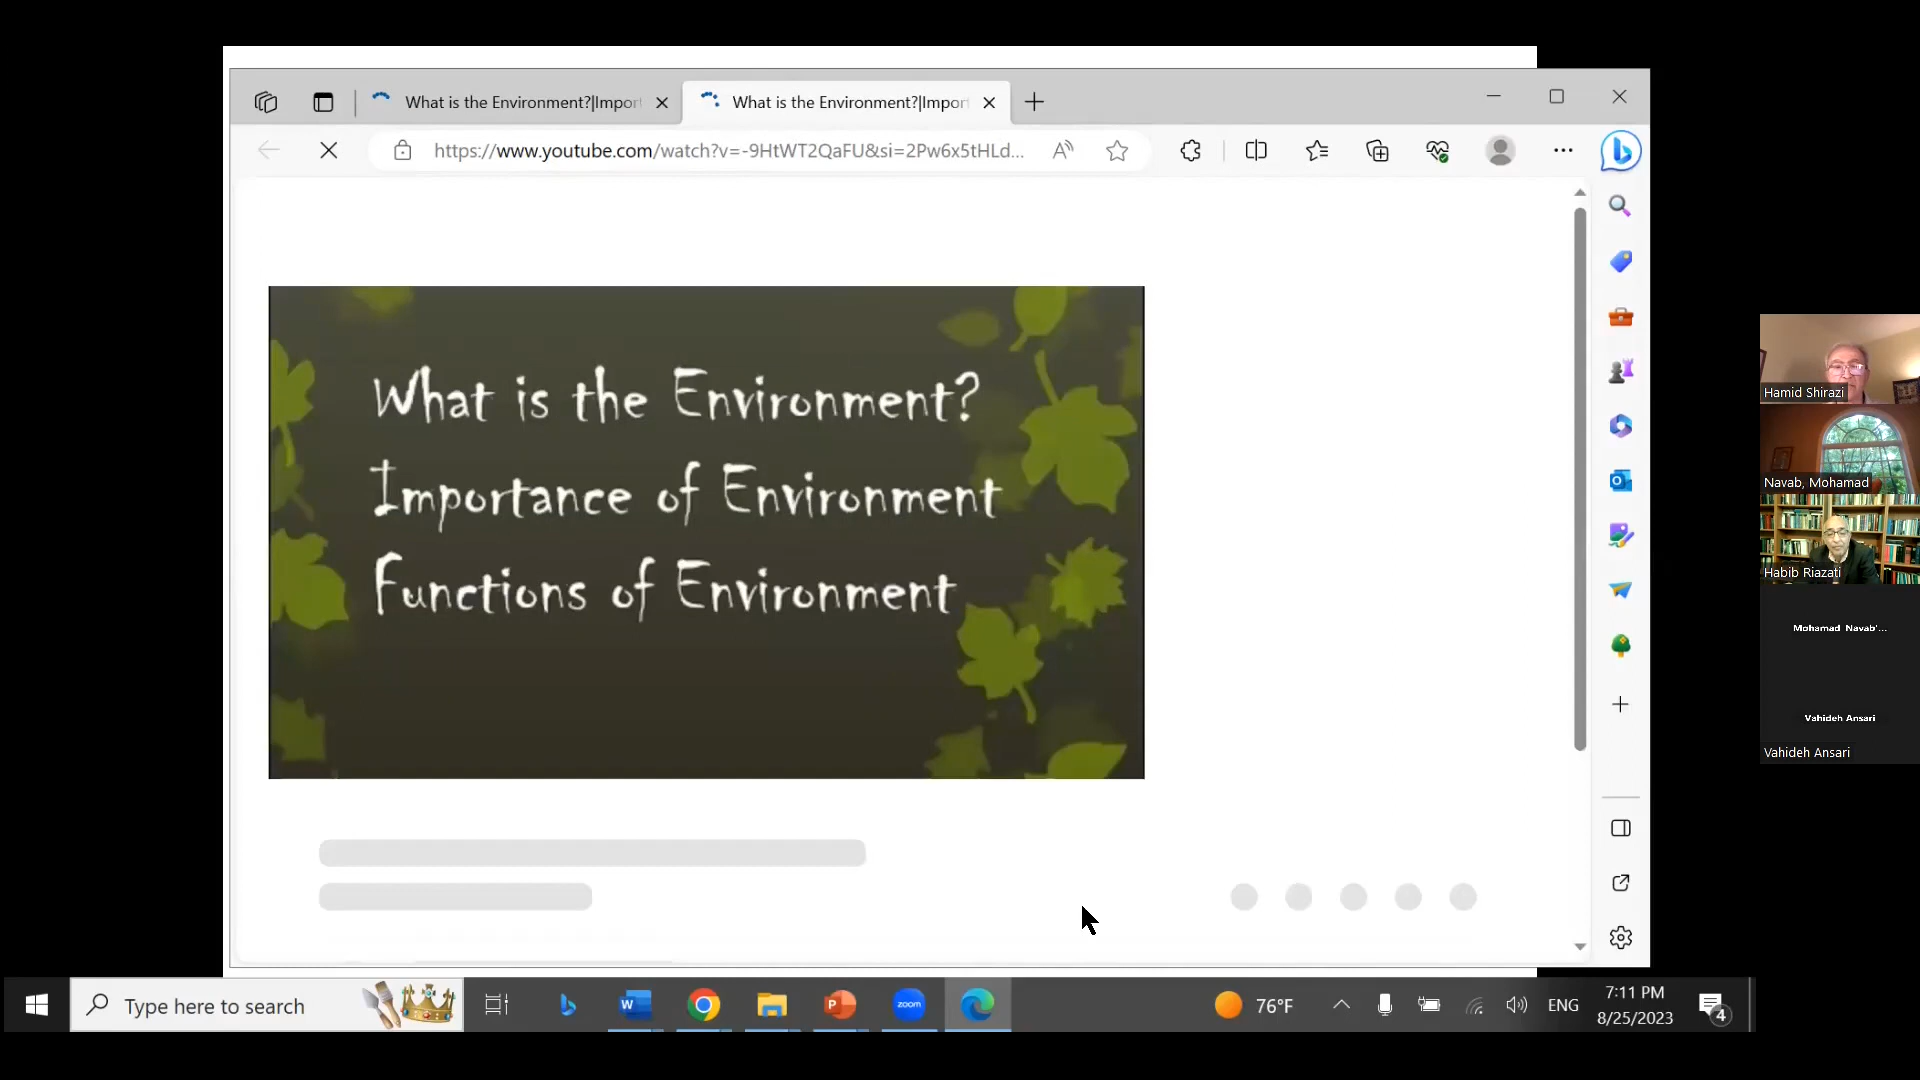 What is the Environment?|Impor
What is the Environment?|Impor
https://www.youtube.com/watch?v=-9HtWT2QaFU&si=2Pw6x5tHLd...
What is the Environment?
Importance of Environment
Functions of Environment
Hamid Shirazi
Navab, Mohamad
Habib Riazati
Mohamad Navab'...
Vahideh Ansari
Vahideh Ansari
Type here to search
zoom
76°F
ENG
7:11 PM
8/25/2023
4